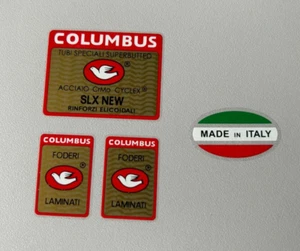 COLUMBUS
TUBI SPECIALI SUPERBUTTED
®
ACCIAIO CrMo CYCLEX®
SLX NEW
RINFORZI ELICOIDALI
COLUMBUS
FODERI
®
LAMINATI
COLUMBUS
FODERI
®
LAMINATI
MADE IN ITALY